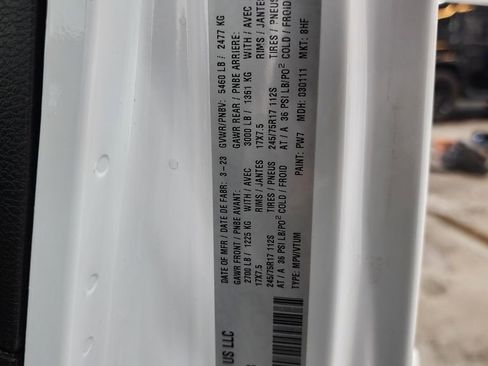 US LLC
DATE OF MFR / DATE DE FABR: 3-23 GVWR/PNBV: 5460 LB / 2477 KG
GAWR FRONT / PNBE AVANT: GAWR REAR / PNBE ARRIERE:
2700 LB / 1225 KG WITH / AVEC 3000 LB / 1361 KG WITH / AVEC
17X7.5 RIMS / JANTES 17X7.5 RIMS / JANTES
245/75R17 112S TIRES / PNEUS 245/75R17 112S TIRES / PNEUS
AT / A 36 PSI LB/PO² COLD / FROID AT / A 36 PSI LB/PO² COLD / FROID
TYPE: MPV/VTUM PAINT: PW7 MDH: 030111 MKT: 8HF